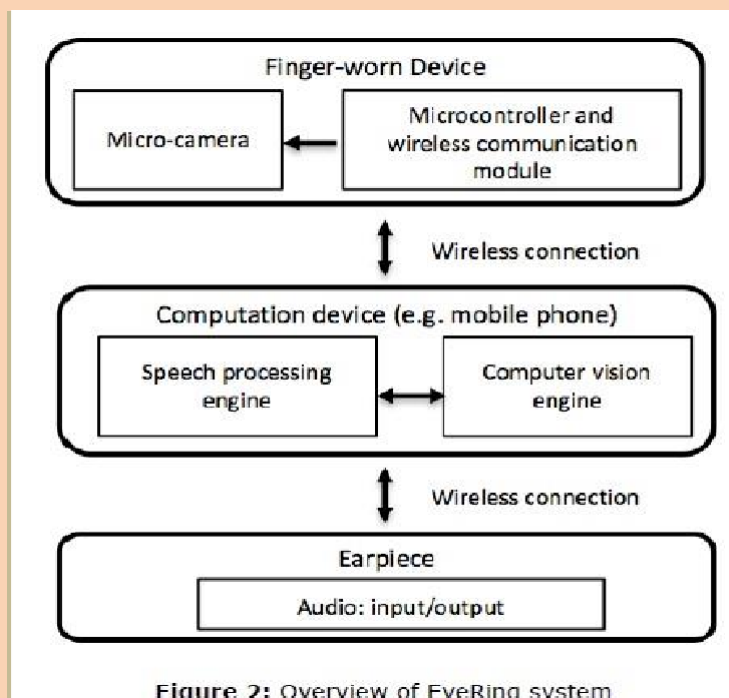 Finger-worn Device
Micro-camera
Microcontroller and
wireless communication
module
Wireless connection
Computation device (e.g. mobile phone)
Speech processing
engine
Computer vision
engine
Wireless connection
Earpiece
Audio: input/output
Figure 2: Overview of EyeRing system